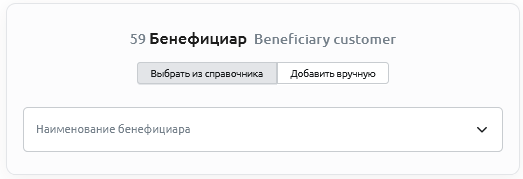 59 Бенефициар Beneficiary customer
Выбрать из справочника Добавить вручную
Наименование бенефициара